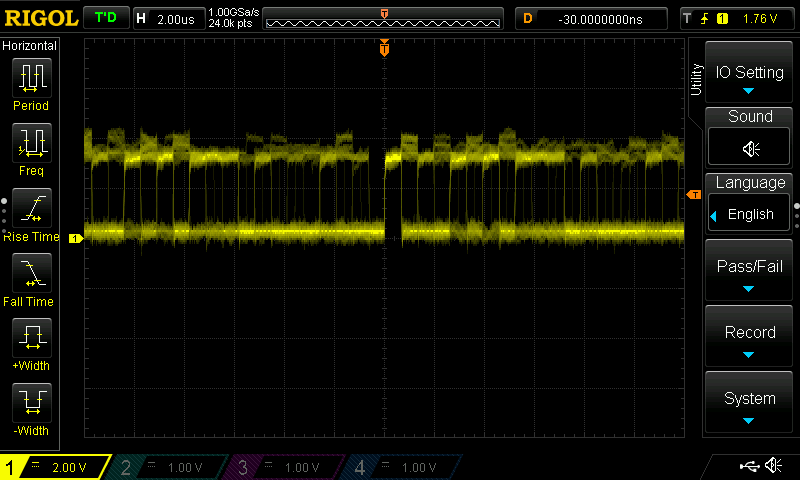 RIGOL T'D H 2.00us 1.00GSa/s
24.0k pts T D -30.0000000ns T 1 1.76 V
Horizontal
Period
Freq
Rise Time
Fall Time
+Width
-Width
T
T
1
Utility
IO Setting
Sound
Language
English
Pass/Fail
Record
System
1 2.00 V 2 1.00 V 3 1.00 V 4 1.00 V